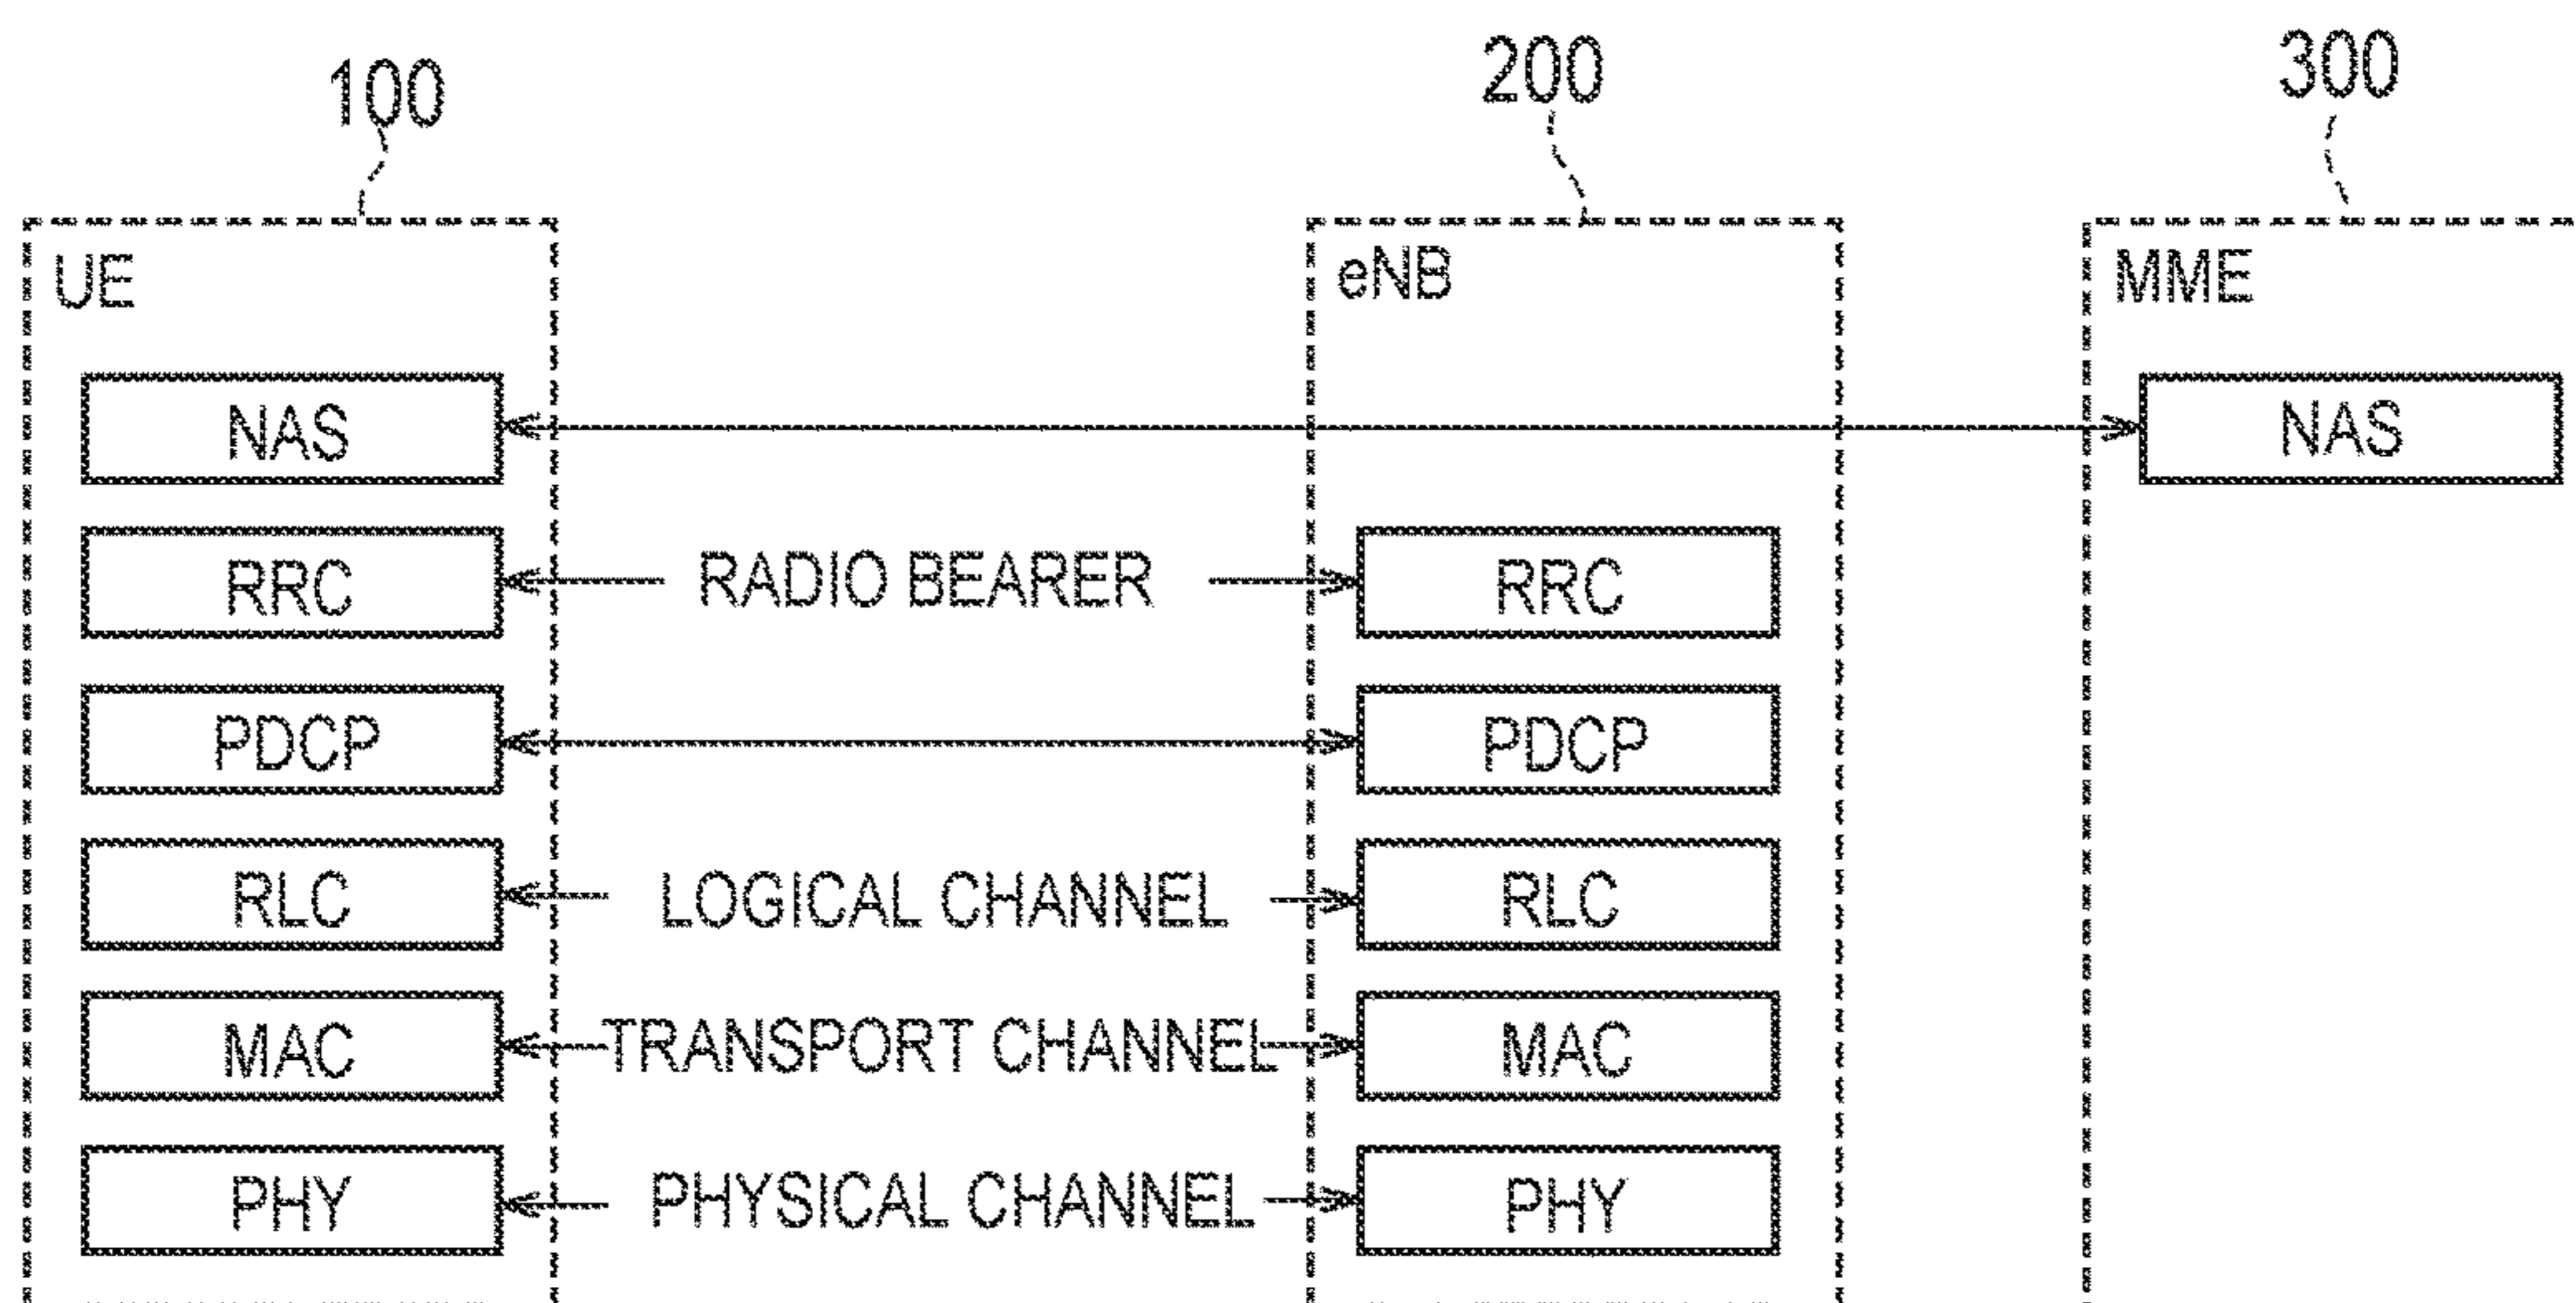 100 200 300
UE eNB MME
NAS NAS
RRC RADIO BEARER RRC
PDCP PDCP
RLC LOGICAL CHANNEL RLC
MAC TRANSPORT CHANNEL MAC
PHY PHYSICAL CHANNEL PHY